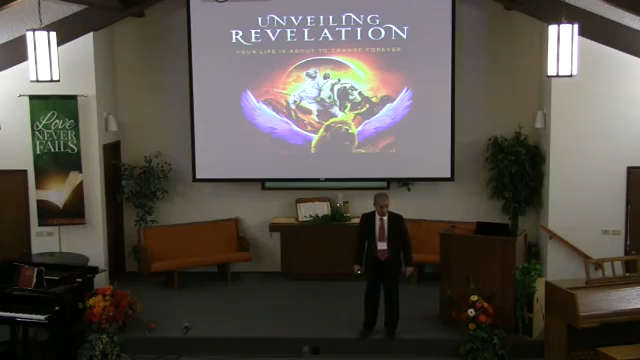 UNVEILING
REVELATION
YOUR LIFE IS ABOUT TO CHANGE FOREVER
Love
NEVER
FAILS